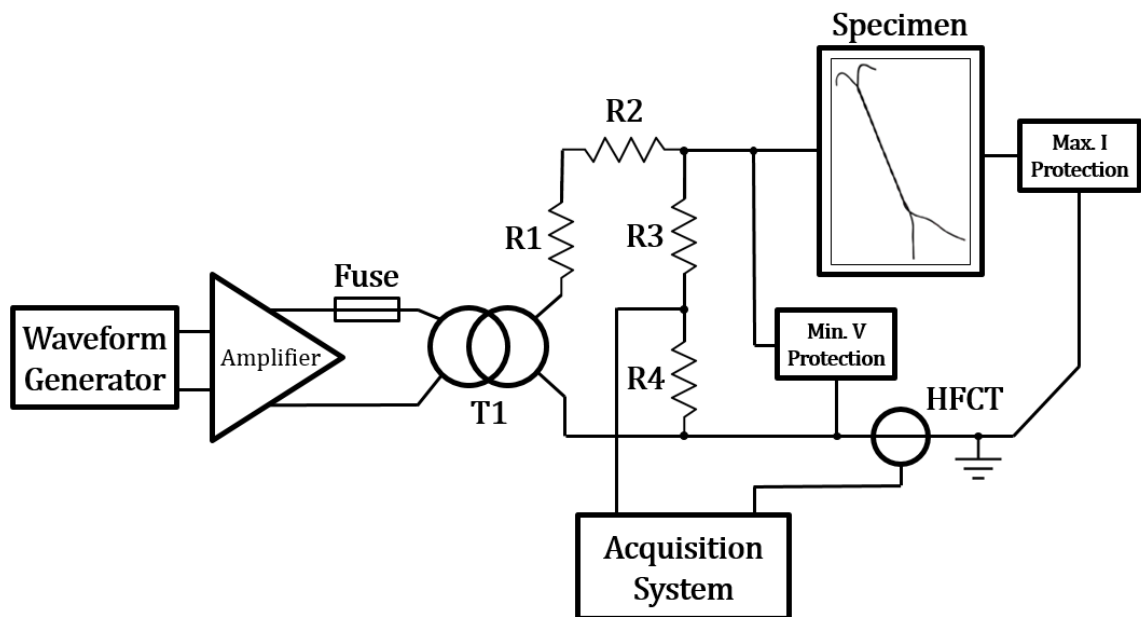 Specimen
R2
Max. I
Protection
R1
R3
Fuse
Waveform
Generator
Amplifier
Min. V
Protection
R4
T1
HFCT
Acquisition
System